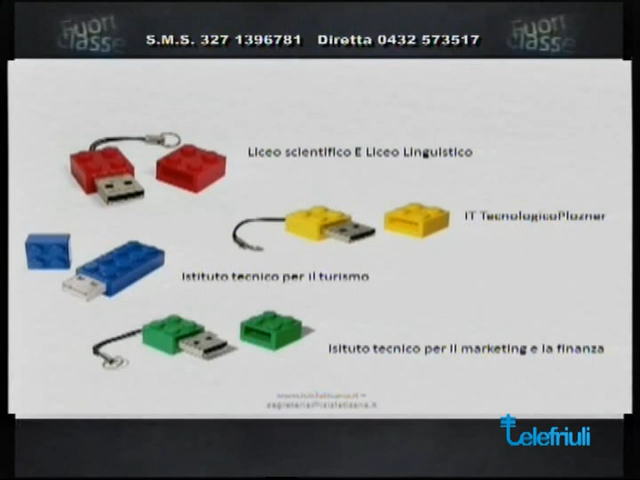 Fuori Classe
S.M.S. 327 1396781 Diretta 0432 573517
Fuori Classe
Liceo scientifico E Liceo Linguistico
IT TecnologicoPlozner
Istituto tecnico per il turismo
Isituto tecnico per il marketing e la finanza
telefriuli